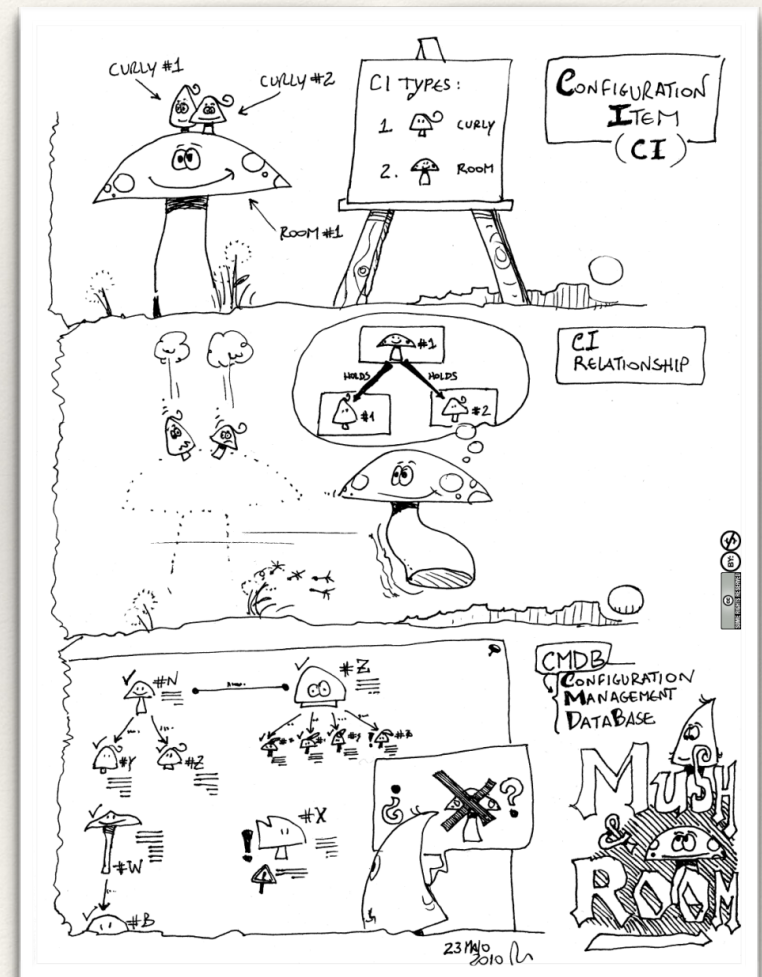 CURLY #1
CURLY #2
ROOM #1
CI TYPES:
1. CURLY
2. ROOM
CONFIGURATION
ITEM
(CI)
#1
HOLDS HOLDS
#1 #2
CI
RELATIONSHIP
BY:
#N
#Z
#Y
#Z
#W
#B
! #X
!
¿ ?
CMDB
CONFIGURATION
MANAGEMENT
DATABASE
MUSH
&
ROOM
23 MAYO
2010